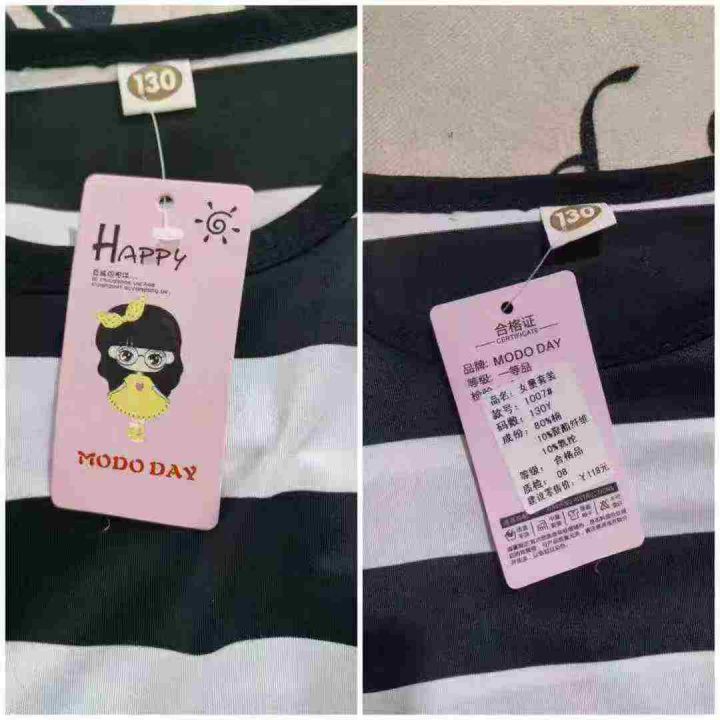 130
HAPPY
MODO DAY
130
合格证
CERTIFICATE
品牌: MODO DAY
等级: 一等品
品名: 女童套装
款号: 1007#
码数: 130Y
成份: 80%棉
10%聚酯纤维
10%氨纶
等级: 合格品
质检: 08
建议零售价: ¥:118元